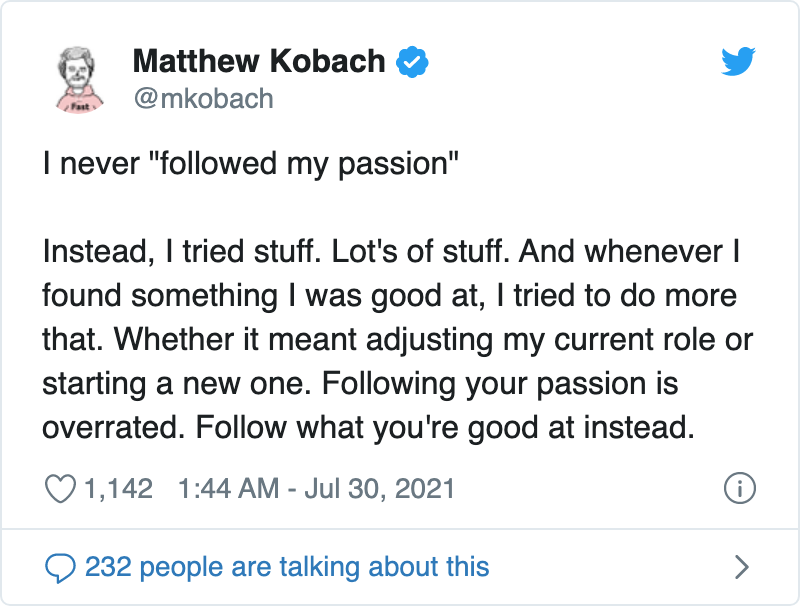 Matthew Kobach
@mkobach
I never "followed my passion"
Instead, I tried stuff. Lot's of stuff. And whenever I
found something I was good at, I tried to do more
that. Whether it meant adjusting my current role or
starting a new one. Following your passion is
overrated. Follow what you're good at instead.
1,142 1:44 AM - Jul 30, 2021
232 people are talking about this
Fast